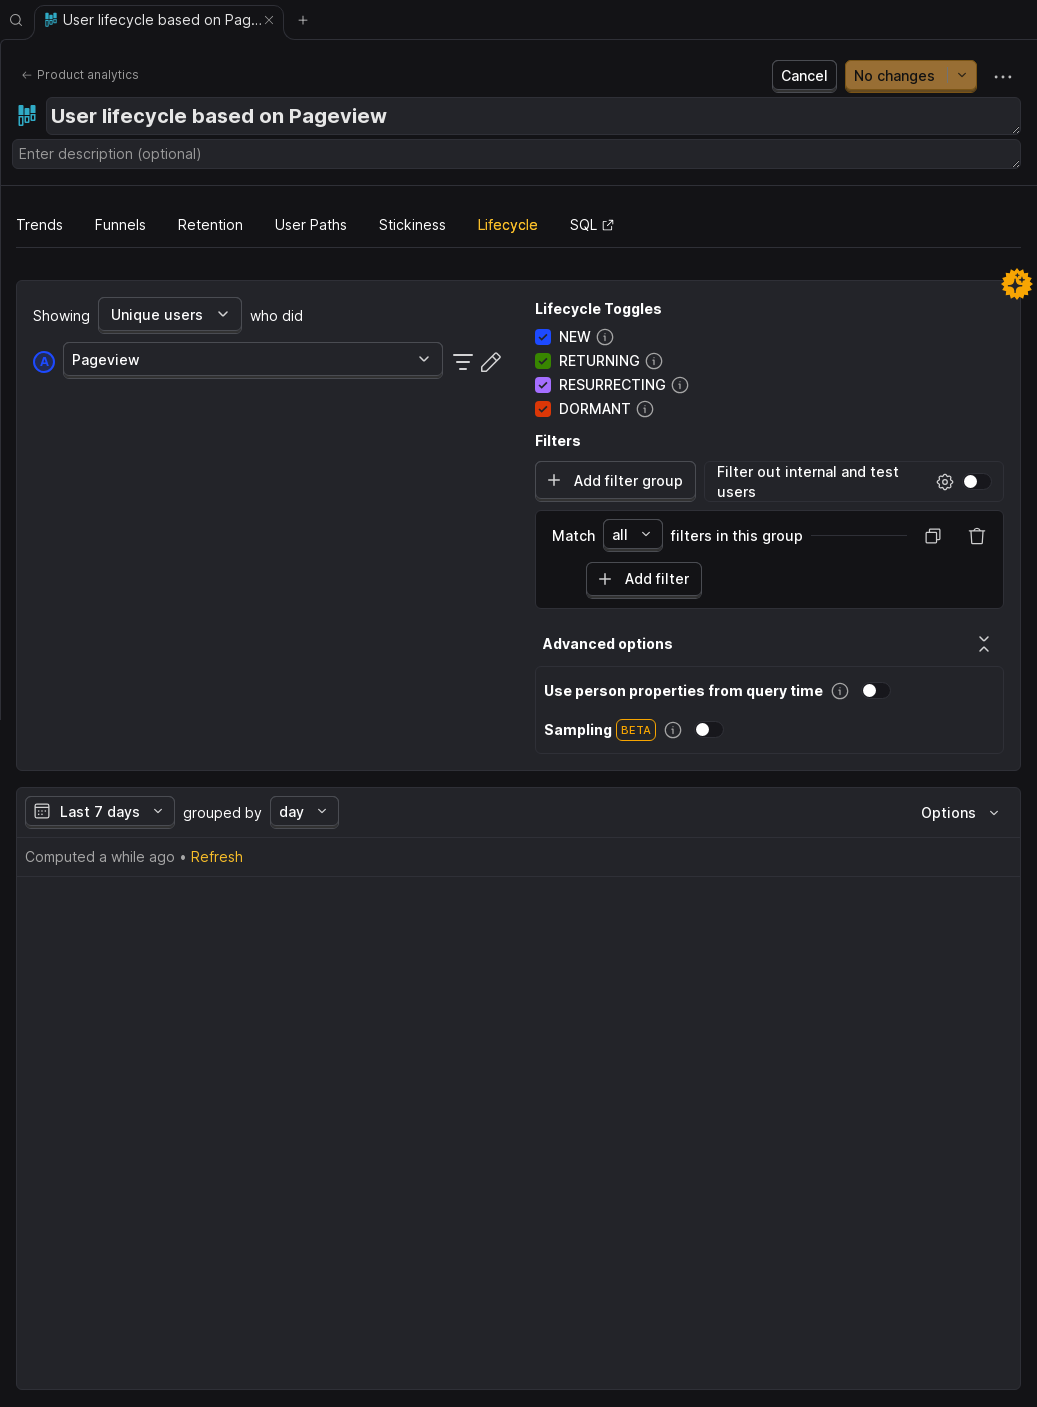 User lifecycle based on Pag...
Product analytics
Cancel
No changes
User lifecycle based on Pageview
Enter description (optional)
Trends
Funnels
Retention
User Paths
Stickiness
Lifecycle
SQL
Showing
Unique users
who did
A
Pageview
Lifecycle Toggles
NEW
RETURNING
RESURRECTING
DORMANT
Filters
Add filter group
Filter out internal and test
users
Match
all
filters in this group
Add filter
Advanced options
Use person properties from query time
Sampling
BETA
Last 7 days
grouped by
day
Options
Computed a while ago • Refresh